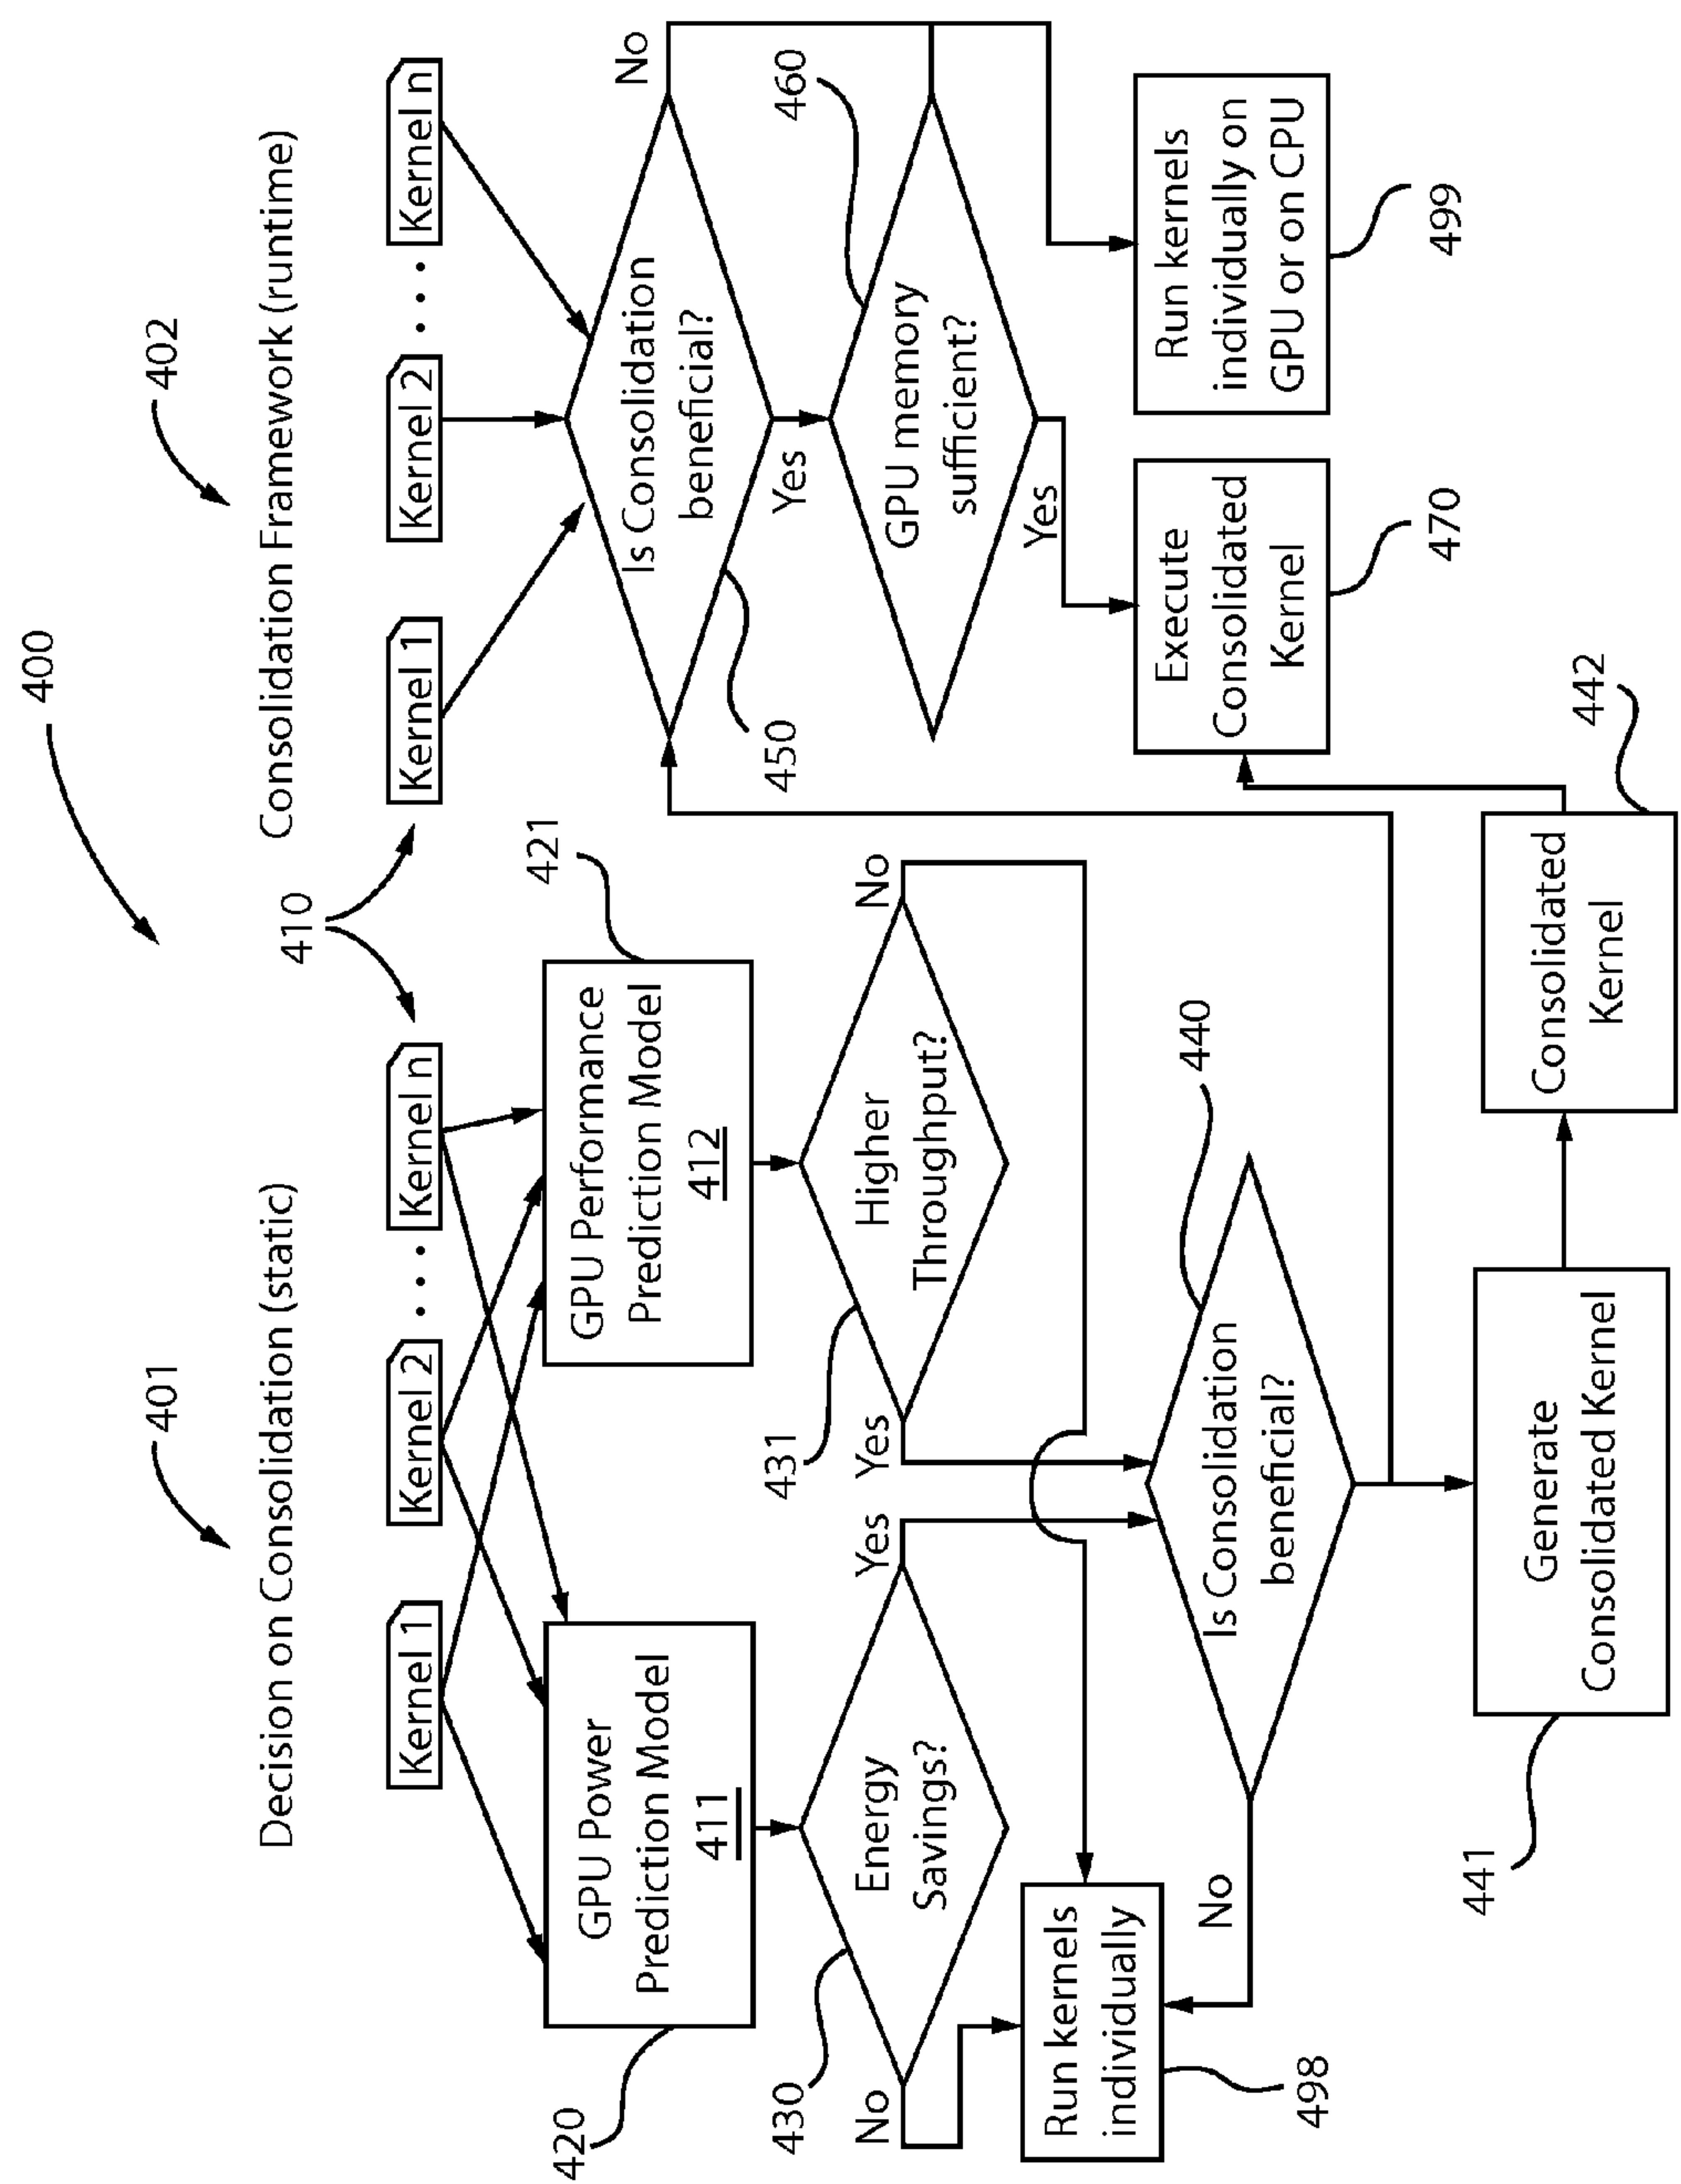 400
401
402
Decision on Consolidation (static)
Consolidation Framework (runtime)
410
Kernel 1
Kernel 2
• • •
Kernel n
Kernel 1
Kernel 2
• • •
Kernel n
420
GPU Power
Prediction Model
411
GPU Performance
Prediction Model
412
421
430
Energy
Savings?
No
Yes
431
Higher
Throughput?
Yes
No
Is Consolidation
beneficial?
450
No
Yes
GPU memory
sufficient?
460
Yes
Run kernels
individually
498
Is Consolidation
beneficial?
440
No
Execute
Consolidated
Kernel
470
Run kernels
individually on
GPU or on CPU
499
Generate
Consolidated Kernel
441
Consolidated
Kernel
442